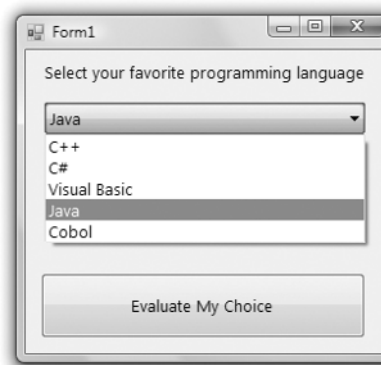 Form1
Select your favorite programming language
Java
C++
C#
Visual Basic
Java
Cobol
Evaluate My Choice